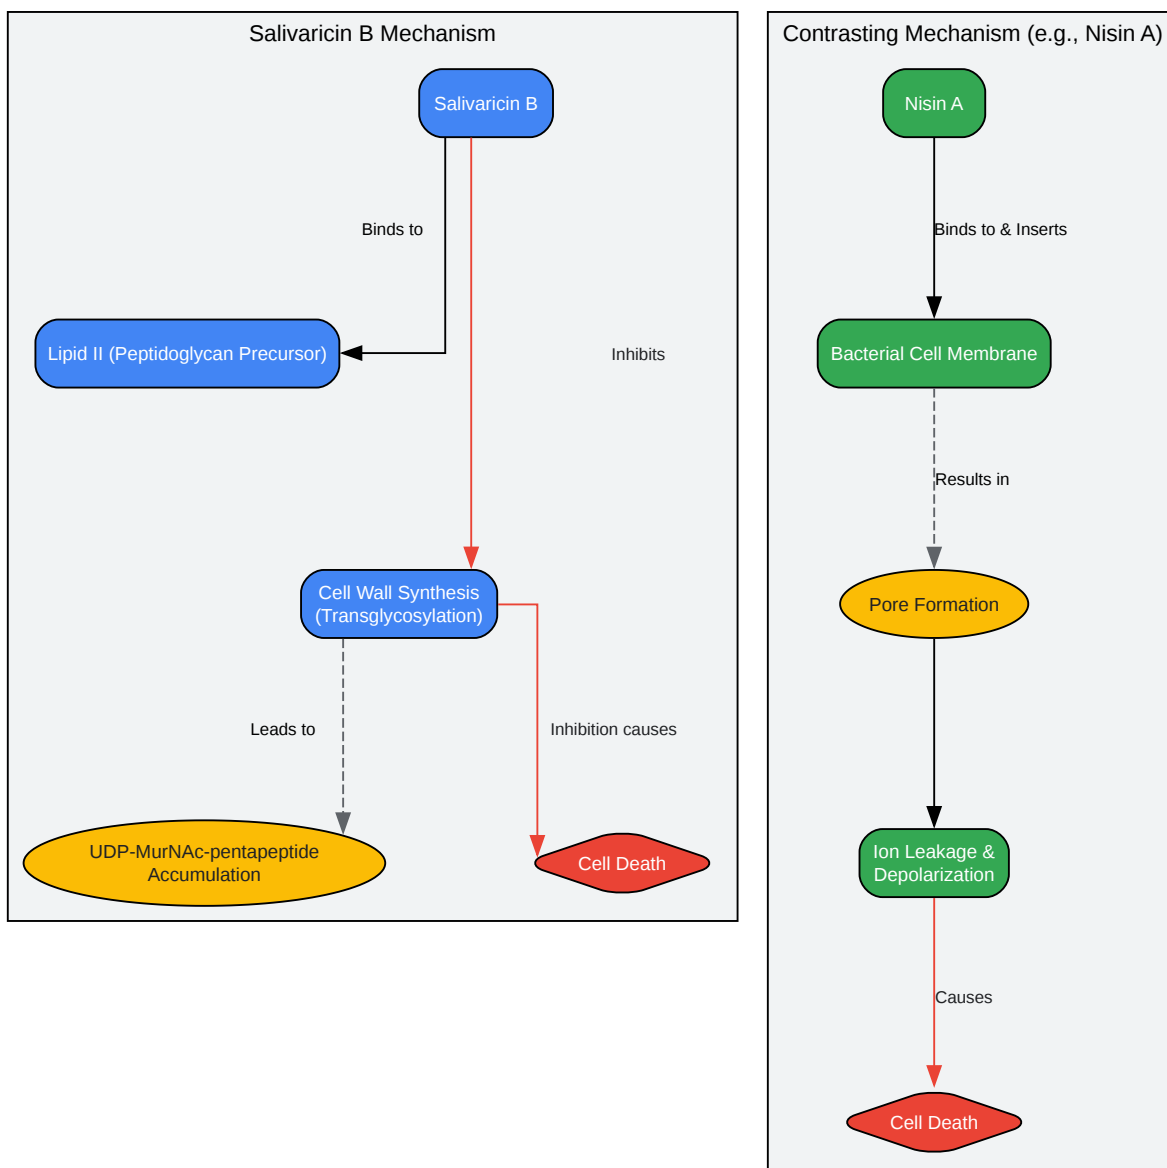 Salivaricin B Mechanism
Salivaricin B
Binds to
Lipid II (Peptidoglycan Precursor)
Inhibits
Cell Wall Synthesis
(Transglycosylation)
Leads to
Inhibition causes
UDP-MurNAc-pentapeptide
Accumulation
Cell Death
Contrasting Mechanism (e.g., Nisin A)
Nisin A
Binds to & Inserts
Bacterial Cell Membrane
Results in
Pore Formation
Ion Leakage &
Depolarization
Causes
Cell Death